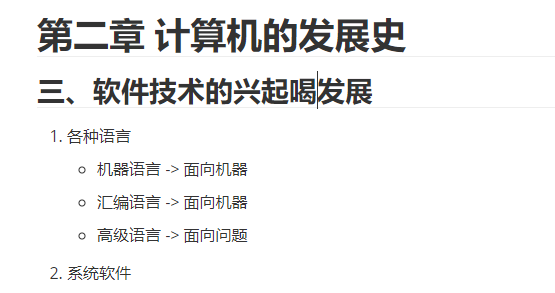 第二章 计算机的发展史
三、软件技术的兴起喝发展
1. 各种语言
机器语言 -> 面向机器
汇编语言 -> 面向机器
高级语言 -> 面向问题
2. 系统软件